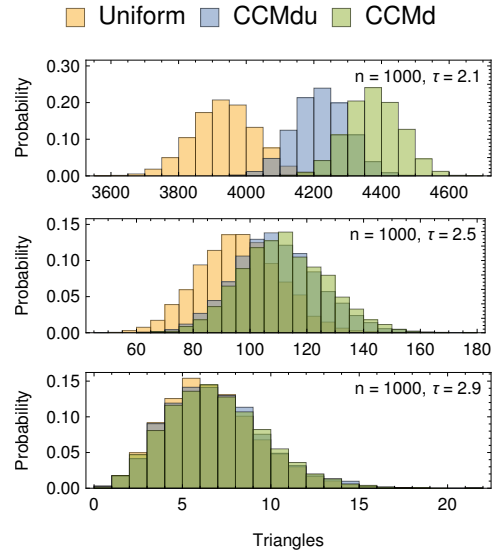 Uniform CCMdu CCMd
n = 1000, τ = 2.1
Probability
0.30
0.20
0.10
0.00
3600 3800 4000 4200 4400 4600
n = 1000, τ = 2.5
Probability
0.15
0.10
0.05
0.00
60 80 100 120 140 160 180
n = 1000, τ = 2.9
Probability
0.15
0.10
0.05
0.00
0 5 10 15 20
Triangles